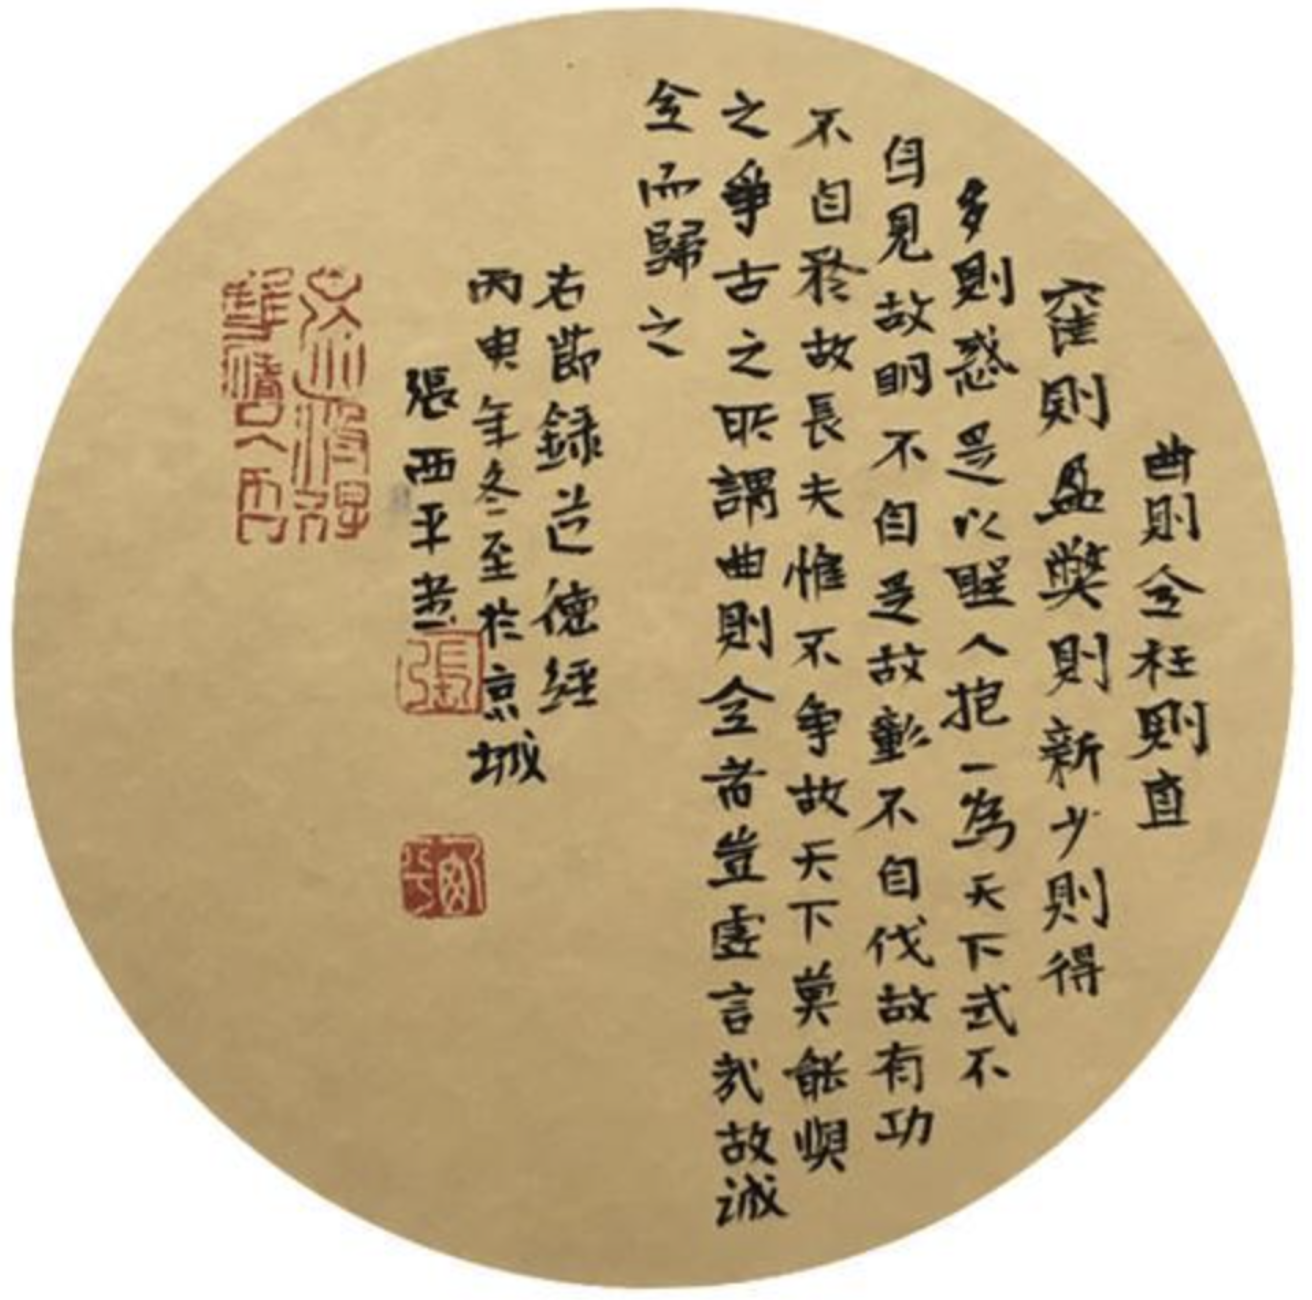 曲則全枉則直
窪則盈弊則新少則得
多則惑是以聖人抱一為天下式不
自見故明不自是故彰不自伐故有功
不自矜故長夫惟不爭故天下莫能與
之爭古之所謂曲則全者豈虛言哉故誠
全而歸之
右節錄道德經
丙申年冬至於京城
張西平書
張